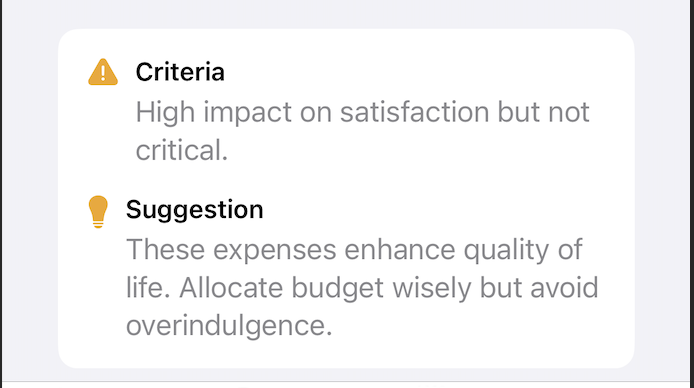 Criteria
High impact on satisfaction but not
critical.
Suggestion
These expenses enhance quality of
life. Allocate budget wisely but avoid
overindulgence.